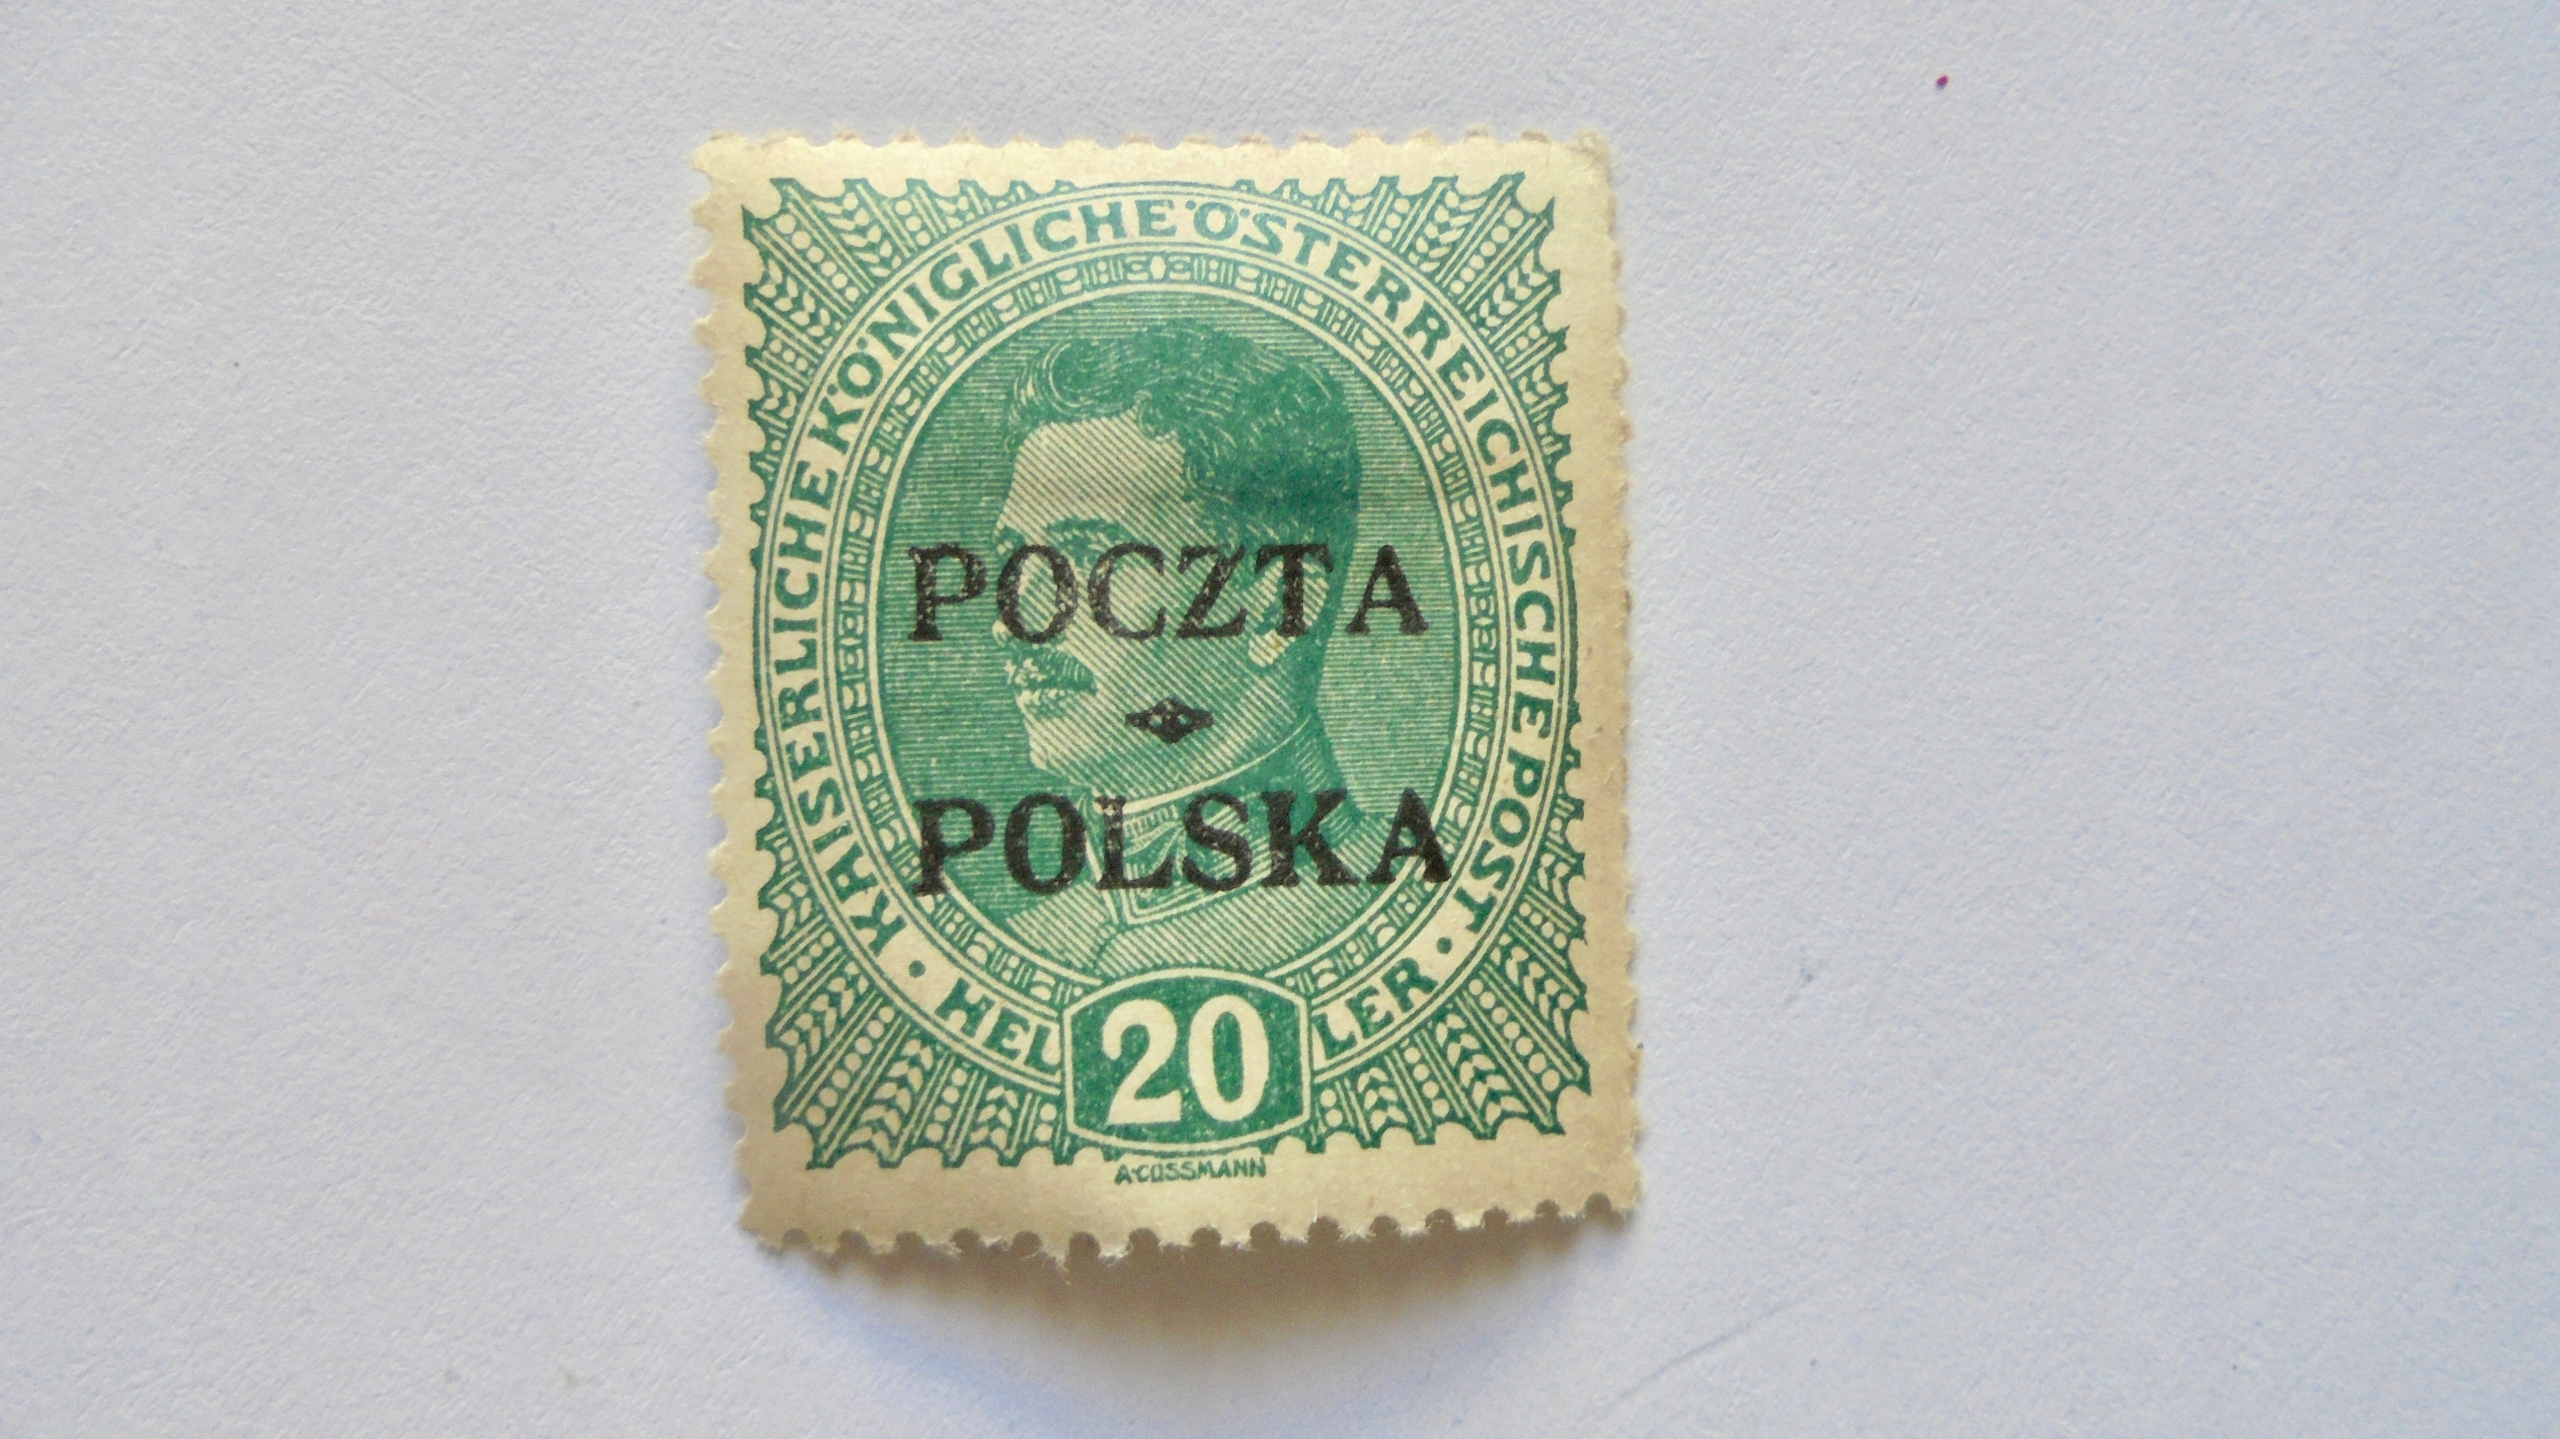 KAISERLICHE KÖNIGLICHE ÖSTERREICHISCHE POST
POCZTA
POLSKA
HELLER
20
A·COSSMANN